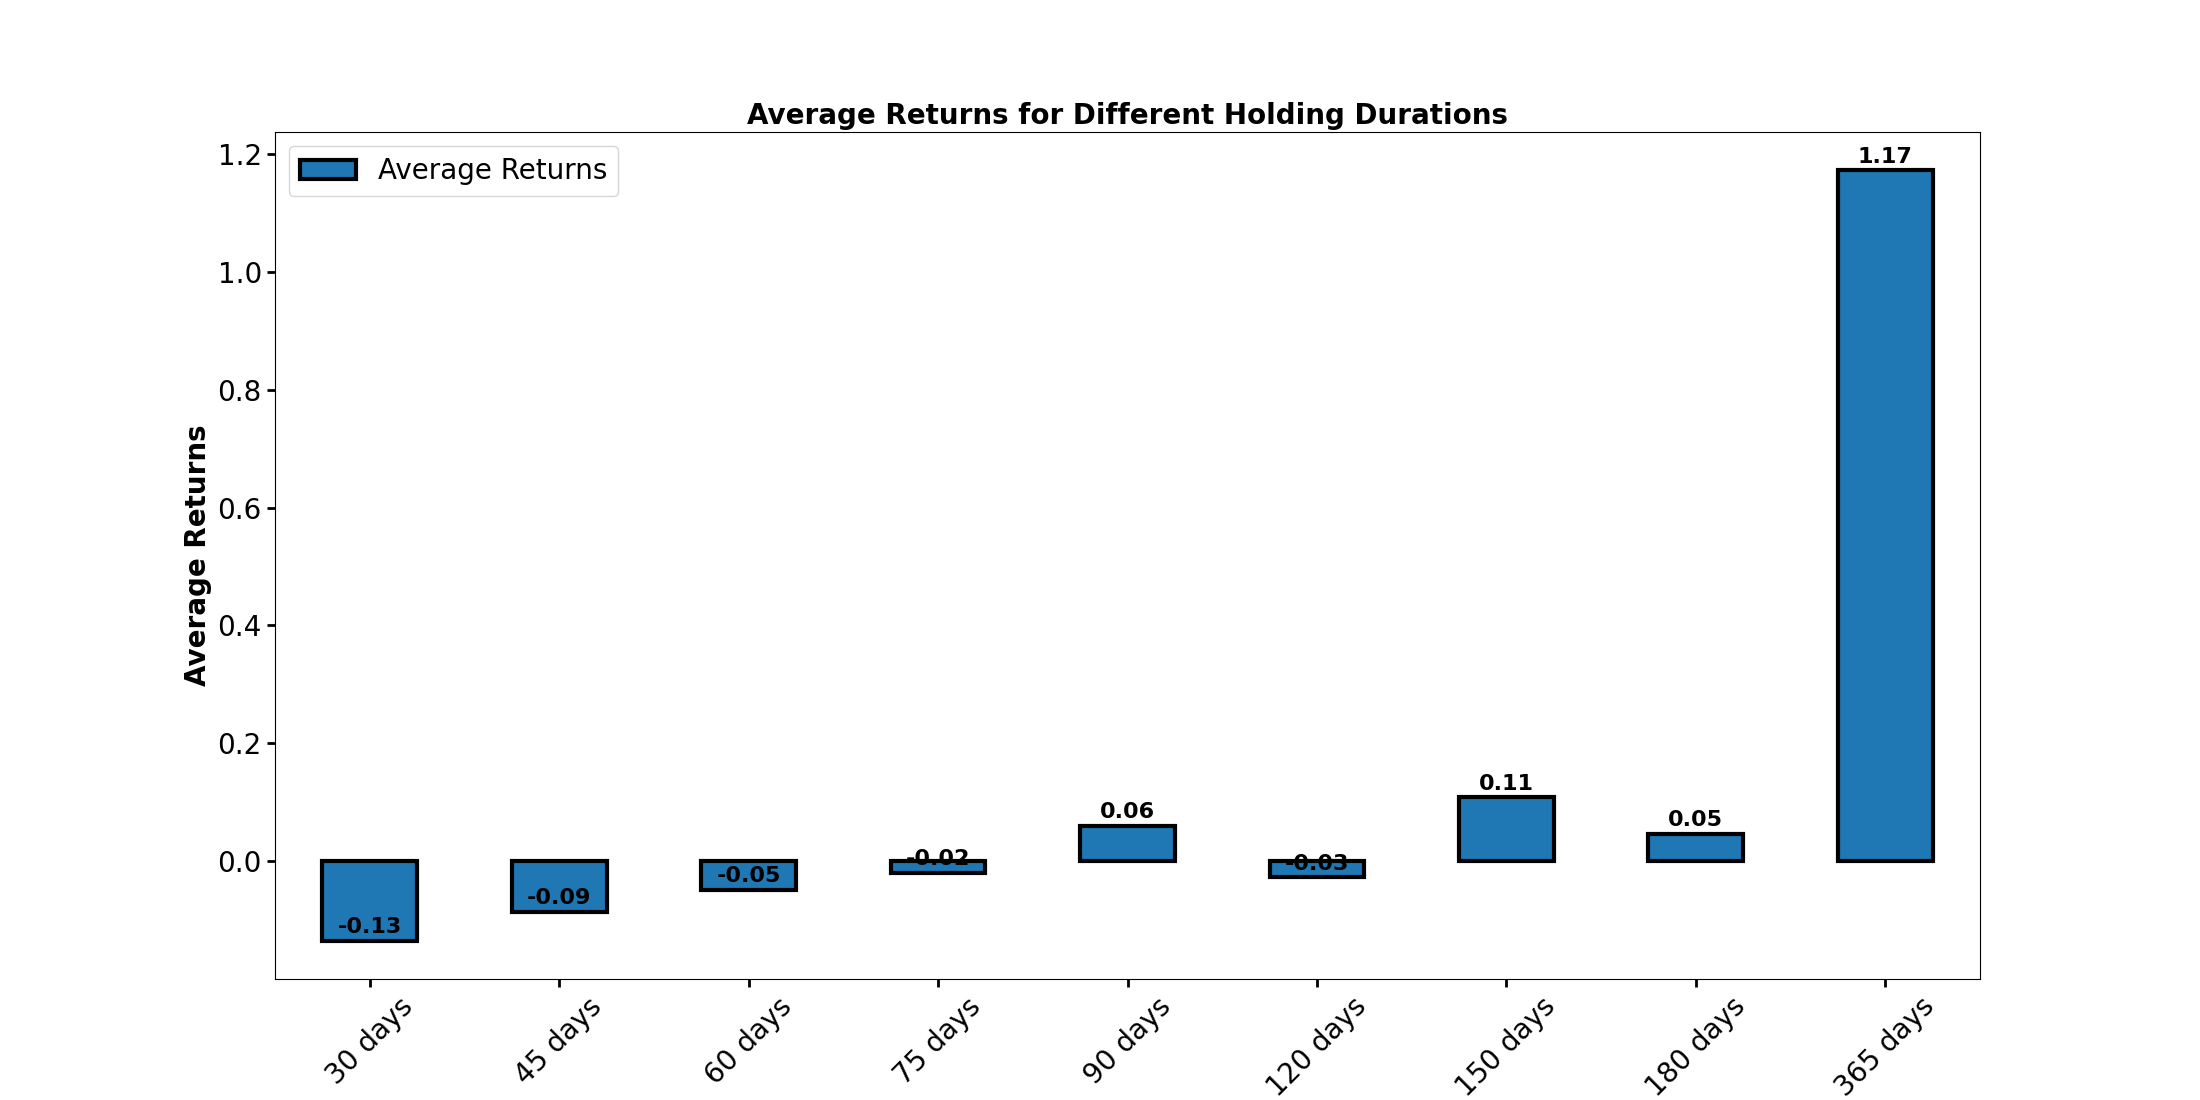 Average Returns for Different Holding Durations
Average Returns
Average Returns
1.2
1.0
0.8
0.6
0.4
0.2
0.0
-0.13
-0.09
-0.05
-0.02
0.06
-0.03
0.11
0.05
1.17
30 days
45 days
60 days
75 days
90 days
120 days
150 days
180 days
365 days